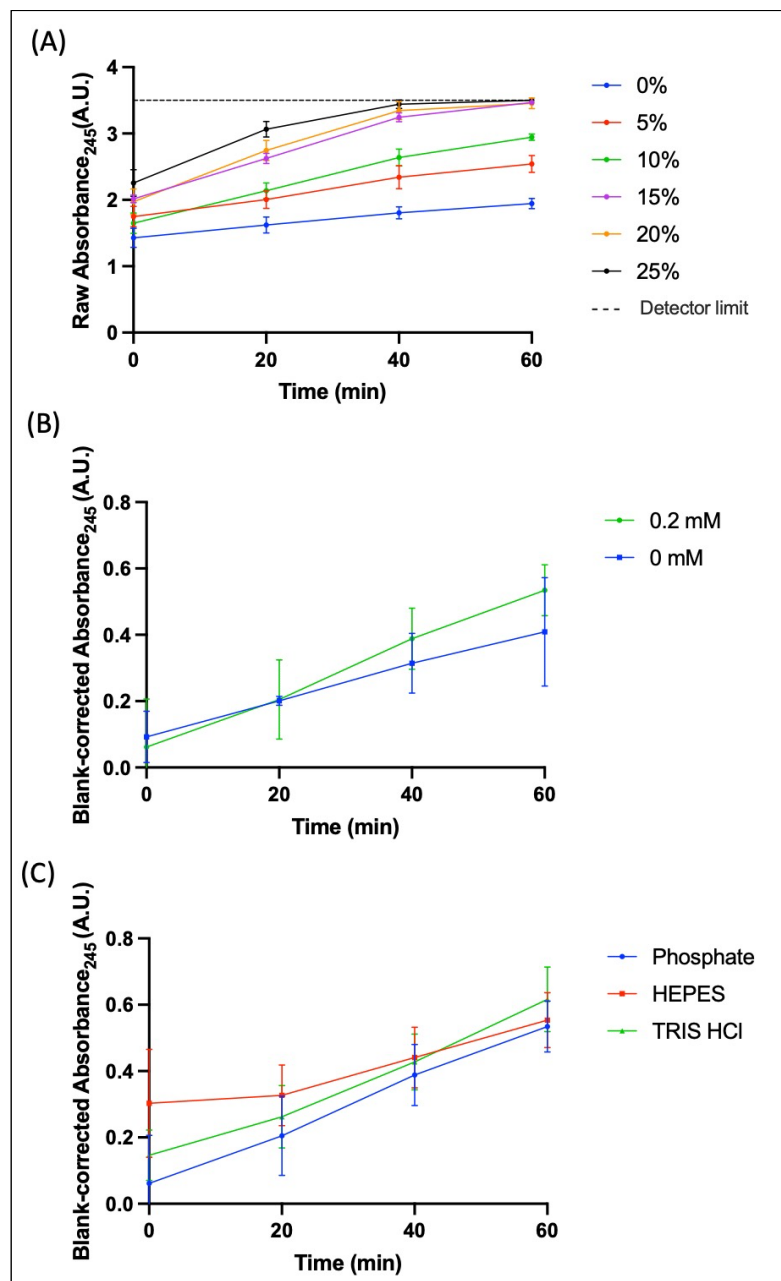 (A)
Raw Absorbance245 (A.U.)
4
3
2
1
0
0 20 40 60
Time (min)
0%
5%
10%
15%
20%
25%
Detector limit
(B)
Blank-corrected Absorbance245 (A.U.)
0.8
0.6
0.4
0.2
0.0
0 20 40 60
Time (min)
0.2 mM
0 mM
(C)
Blank-corrected Absorbance245 (A.U.)
0.8
0.6
0.4
0.2
0.0
0 20 40 60
Time (min)
Phosphate
HEPES
TRIS HCl